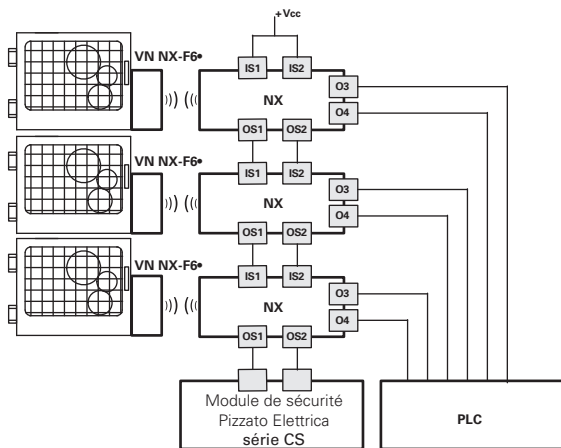 +Vcc
VN NX-F6•
IS1 IS2
NX
O3
O4
OS1 OS2
VN NX-F6•
IS1 IS2
NX
O3
O4
OS1 OS2
VN NX-F6•
IS1 IS2
NX
O3
O4
OS1 OS2
Module de sécurité
Pizzato Elettrica
série CS
PLC